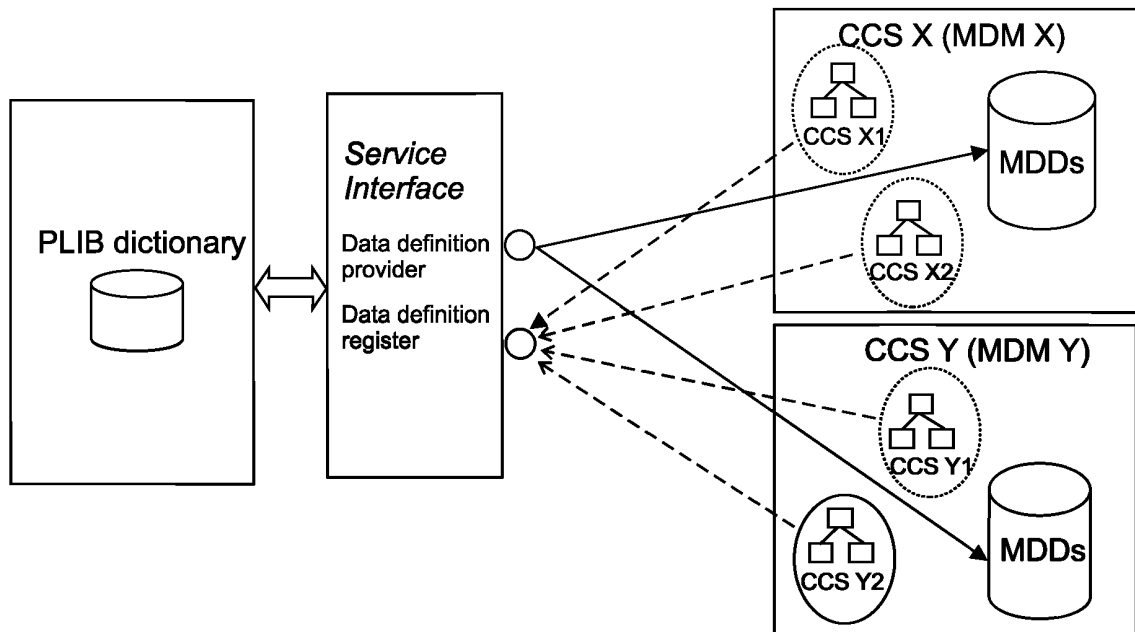 PLIB dictionary
Service
Interface
Data definition
provider
Data definition
register
CCS X (MDM X)
CCS X1
MDDs
CCS X2
CCS Y (MDM Y)
CCS Y1
MDDs
CCS Y2